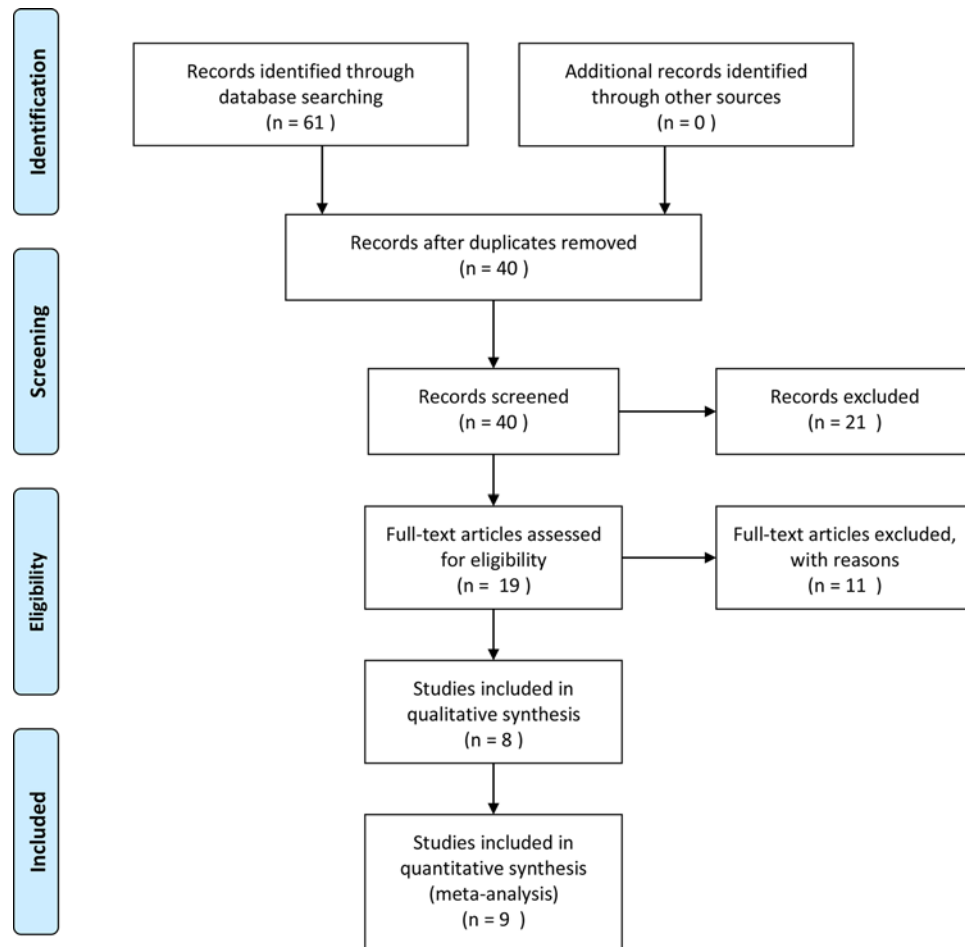 Identification
Records identified through
database searching
(n = 61 )
Additional records identified
through other sources
(n = 0 )
Records after duplicates removed
(n = 40 )
Screening
Records screened
(n = 40 )
Records excluded
(n = 21 )
Eligibility
Full-text articles assessed
for eligibility
(n = 19 )
Full-text articles excluded,
with reasons
(n = 11 )
Studies included in
qualitative synthesis
(n = 8 )
Included
Studies included in
quantitative synthesis
(meta-analysis)
(n = 9 )